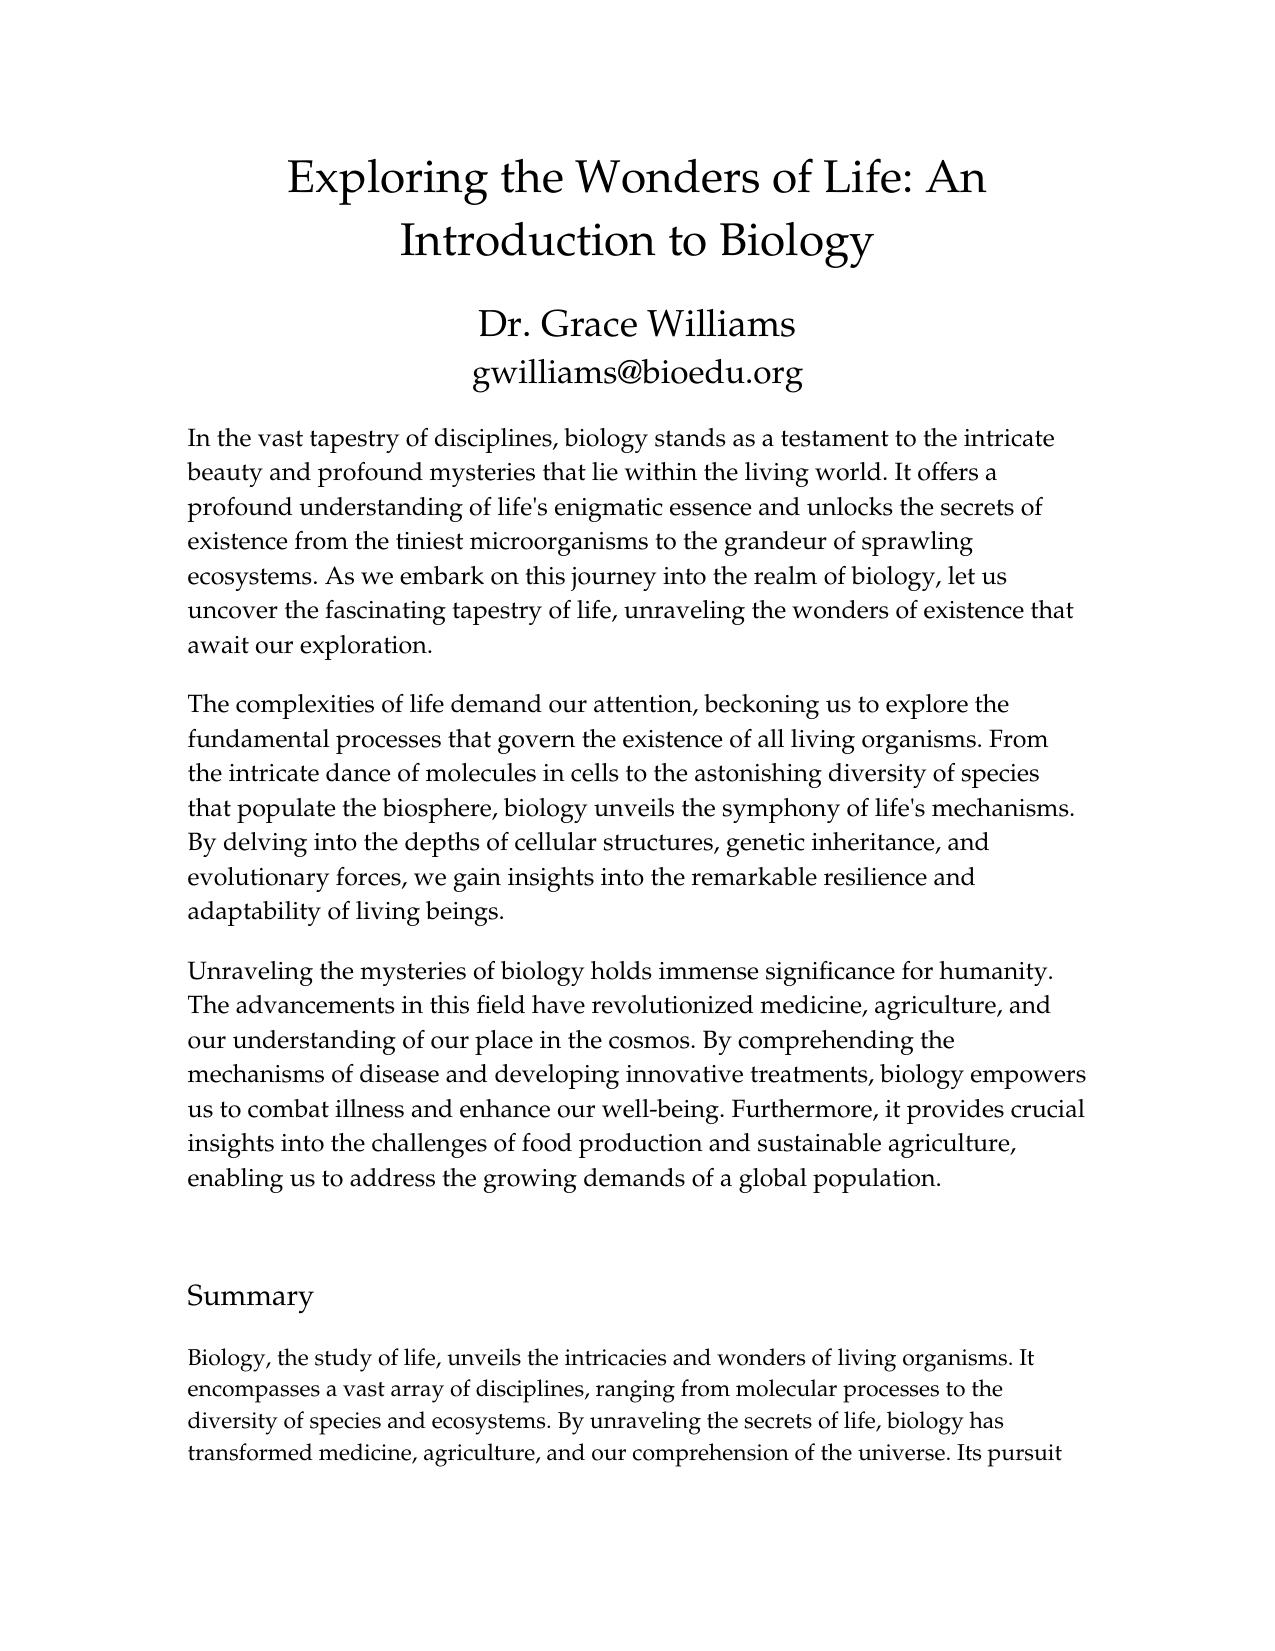 Exploring the Wonders of Life: An
Introduction to Biology
Dr. Grace Williams
gwilliams@bioedu.org
In the vast tapestry of disciplines, biology stands as a testament to the intricate
beauty and profound mysteries that lie within the living world. It offers a
profound understanding of life's enigmatic essence and unlocks the secrets of
existence from the tiniest microorganisms to the grandeur of sprawling
ecosystems. As we embark on this journey into the realm of biology, let us
uncover the fascinating tapestry of life, unraveling the wonders of existence that
await our exploration.
The complexities of life demand our attention, beckoning us to explore the
fundamental processes that govern the existence of all living organisms. From
the intricate dance of molecules in cells to the astonishing diversity of species
that populate the biosphere, biology unveils the symphony of life's mechanisms.
By delving into the depths of cellular structures, genetic inheritance, and
evolutionary forces, we gain insights into the remarkable resilience and
adaptability of living beings.
Unraveling the mysteries of biology holds immense significance for humanity.
The advancements in this field have revolutionized medicine, agriculture, and
our understanding of our place in the cosmos. By comprehending the
mechanisms of disease and developing innovative treatments, biology empowers
us to combat illness and enhance our well-being. Furthermore, it provides crucial
insights into the challenges of food production and sustainable agriculture,
enabling us to address the growing demands of a global population.
Summary
Biology, the study of life, unveils the intricacies and wonders of living organisms. It
encompasses a vast array of disciplines, ranging from molecular processes to the
diversity of species and ecosystems. By unraveling the secrets of life, biology has
transformed medicine, agriculture, and our comprehension of the universe. Its pursuit